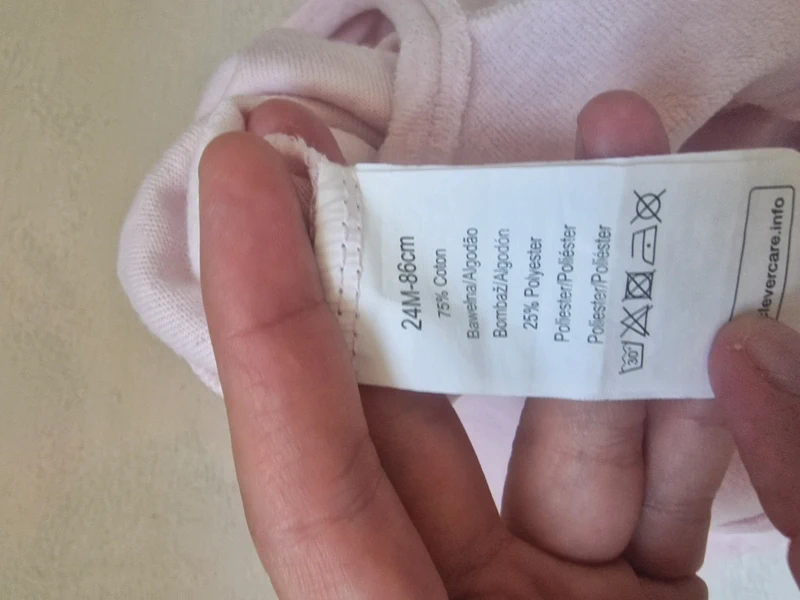 24M-86cm
75% Coton
Bawełna/Algodão
Bombaž/Algodón
25% Polyester
Poliester/Poliéster
Poliester/Poliéster
30°
clevercare.info